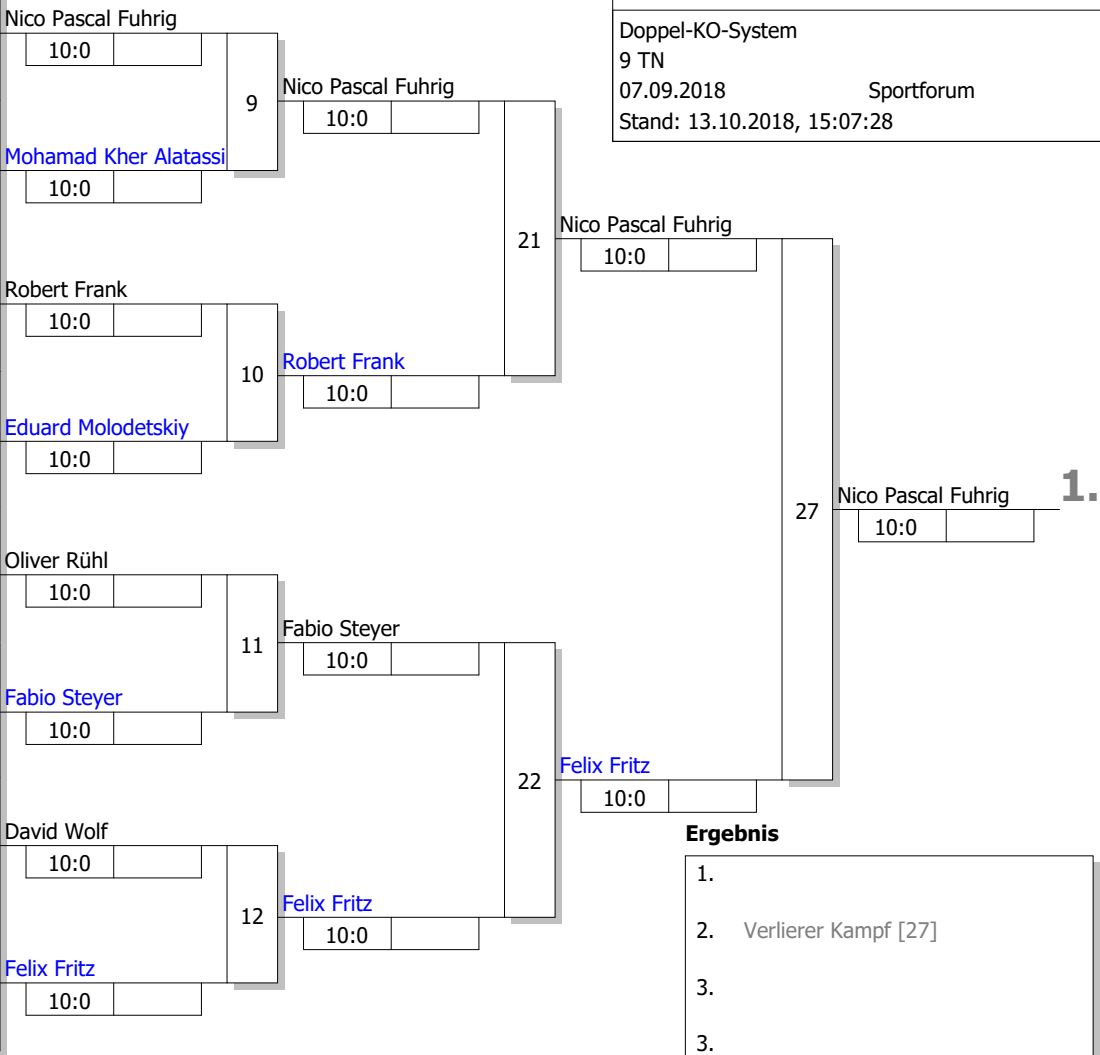 Nico Pascal Fuhrig
10:0
Doppel-KO-System
9 TN
07.09.2018 Sportforum
Stand: 13.10.2018, 15:07:28
9
Nico Pascal Fuhrig
10:0
Mohamad Kher Alatassi
10:0
21
Nico Pascal Fuhrig
10:0
Robert Frank
10:0
10
Robert Frank
10:0
Eduard Molodetskiy
10:0
27
Nico Pascal Fuhrig
1.
10:0
Oliver Rühl
10:0
11
Fabio Steyer
10:0
Fabio Steyer
10:0
22
Felix Fritz
10:0
David Wolf
10:0
12
Felix Fritz
10:0
Felix Fritz
10:0
Ergebnis
1.
2. Verlierer Kampf [27]
3.
3.